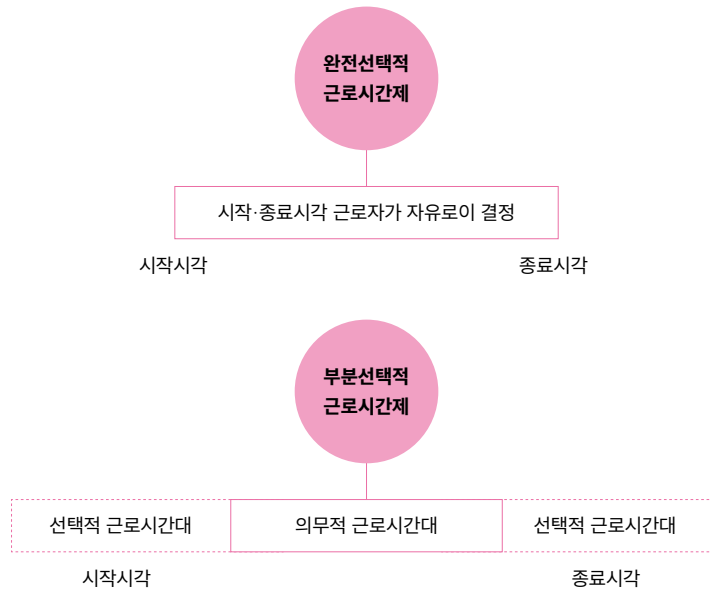 완전선택적
근로시간제
시작·종료시각 근로자가 자유로이 결정
시작시각 종료시각
부분선택적
근로시간제
선택적 근로시간대 의무적 근로시간대 선택적 근로시간대
시작시각 종료시각